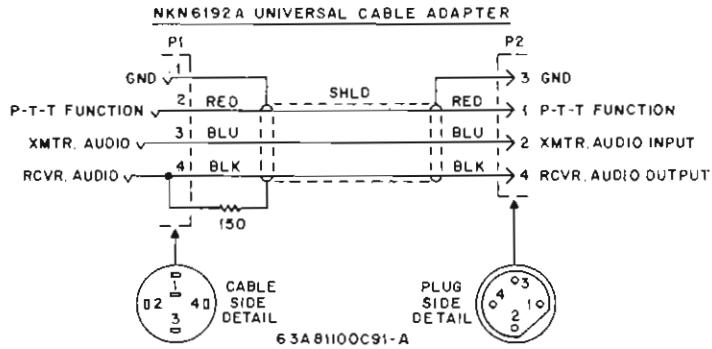 NKN6192A UNIVERSAL CABLE ADAPTER
P1 P2
GND 1 3 GND
P-T-T FUNCTION 2 RED SHLD RED 1 P-T-T FUNCTION
XMTR. AUDIO 3 BLU BLU 2 XMTR. AUDIO INPUT
RCVR. AUDIO 4 BLK BLK 4 RCVR. AUDIO OUTPUT
150
1
2 4
3
CABLE
SIDE
DETAIL
PLUG
SIDE
DETAIL
3
4 1
2
63A81100C91-A